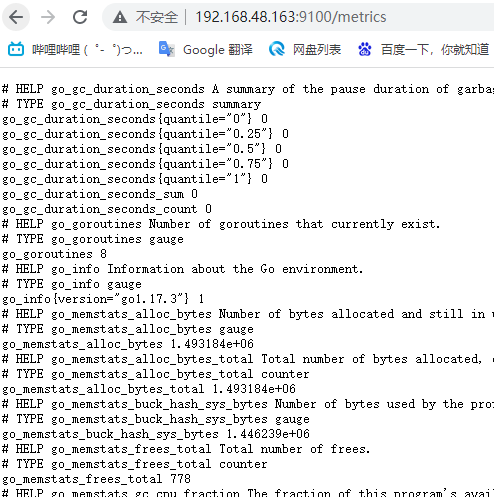 不安全 192.168.48.163:9100/metrics
哔哩哔哩 ( ゜- ゜)つ... Google 翻译 网盘列表 百度一下，你就知道
# HELP go_gc_duration_seconds A summary of the pause duration of garba
# TYPE go_gc_duration_seconds summary
go_gc_duration_seconds{quantile="0"} 0
go_gc_duration_seconds{quantile="0.25"} 0
go_gc_duration_seconds{quantile="0.5"} 0
go_gc_duration_seconds{quantile="0.75"} 0
go_gc_duration_seconds{quantile="1"} 0
go_gc_duration_seconds_sum 0
go_gc_duration_seconds_count 0
# HELP go_goroutines Number of goroutines that currently exist.
# TYPE go_goroutines gauge
go_goroutines 8
# HELP go_info Information about the Go environment.
# TYPE go_info gauge
go_info{version="go1.17.3"} 1
# HELP go_memstats_alloc_bytes Number of bytes allocated and still in
# TYPE go_memstats_alloc_bytes gauge
go_memstats_alloc_bytes 1.493184e+06
# HELP go_memstats_alloc_bytes_total Total number of bytes allocated,
# TYPE go_memstats_alloc_bytes_total counter
go_memstats_alloc_bytes_total 1.493184e+06
# HELP go_memstats_buck_hash_sys_bytes Number of bytes used by the pro
# TYPE go_memstats_buck_hash_sys_bytes gauge
go_memstats_buck_hash_sys_bytes 1.446239e+06
# HELP go_memstats_frees_total Total number of frees.
# TYPE go_memstats_frees_total counter
go_memstats_frees_total 778
# HELP go_memstats_gc_cpu_fraction The fraction of this program's avai